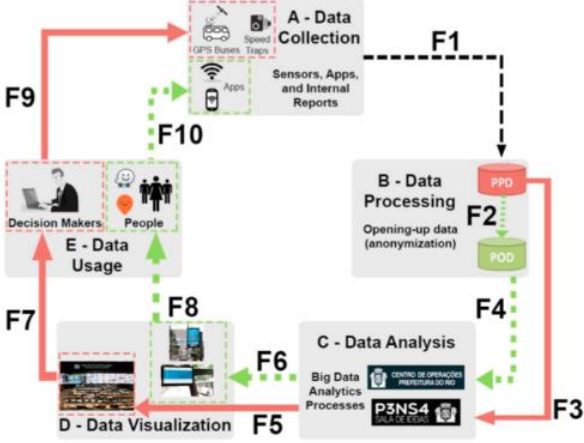 A - Data
Collection
GPS Buses
Speed
Traps
Apps
Sensors, Apps,
and Internal
Reports
F1
F9
F10
B - Data
Processing
Opening-up data
(anonymization)
PPD
F2
POD
Decision Makers
People
E - Data
Usage
F7
F8
F4
F3
C - Data Analysis
Big Data
Analytics
Processes
CENTRO DE OPERAÇÕES
PREFEITURA DO RIO
P3NS4
SALA DE IDEIAS
F6
F5
D - Data Visualization